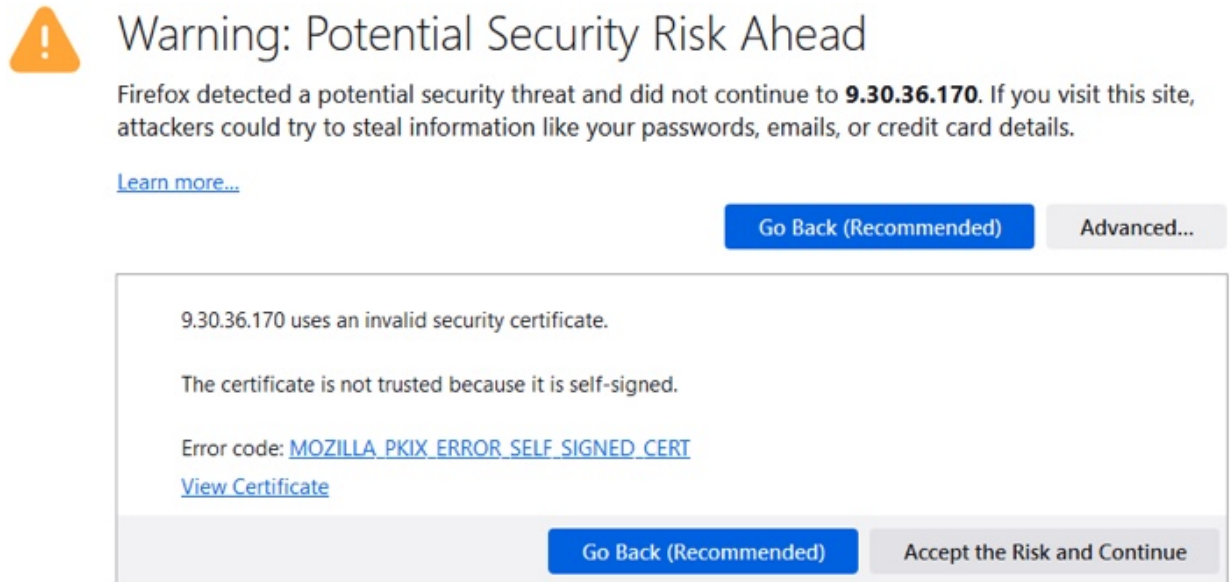 Warning: Potential Security Risk Ahead
Firefox detected a potential security threat and did not continue to 9.30.36.170. If you visit this site,
attackers could try to steal information like your passwords, emails, or credit card details.
Learn more...
Go Back (Recommended) Advanced...
9.30.36.170 uses an invalid security certificate.
The certificate is not trusted because it is self-signed.
Error code: MOZILLA_PKIX_ERROR_SELF_SIGNED_CERT
View Certificate
Go Back (Recommended) Accept the Risk and Continue